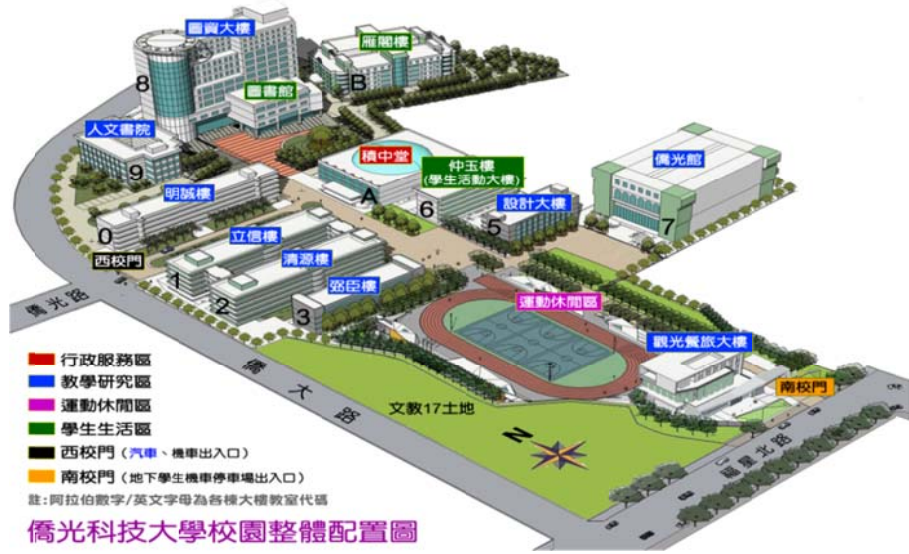 圖資大樓
雁閣樓
8
B
圖書館
人文書院
9
積中堂
仲玉樓
(學生活動大樓)
僑光館
明誠樓
A
6
設計大樓
5
7
0
立信樓
西校門
清源樓
1
弼臣樓
2
3
運動休閒區
僑光路
觀光餐旅大樓
行政服務區
僑大路
南校門
教學研究區
文教17土地
運動休閒區
N
福星北路
學生生活區
西校門(汽車、機車出入口)
南校門(地下學生機車停車場出入口)
註:阿拉伯數字/英文字母為各棟大樓教室代碼
僑光科技大學校園整體配置圖